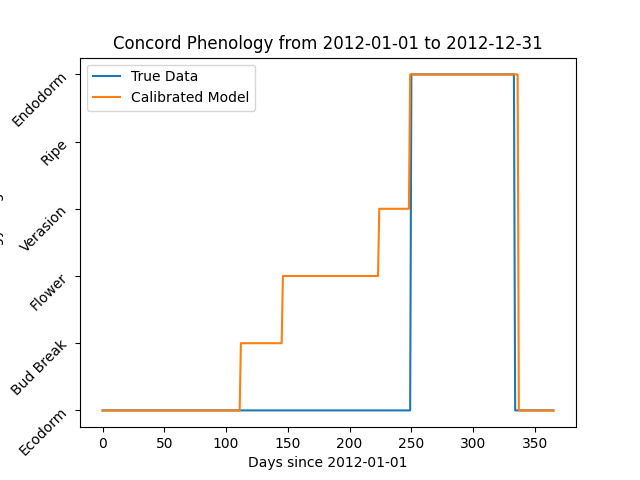 Concord Phenology from 2012-01-01 to 2012-12-31
True Data
Calibrated Model
Endodorm
Ripe
Verasion
Flower
Bud Break
Ecodorm
0 50 100 150 200 250 300 350
Days since 2012-01-01